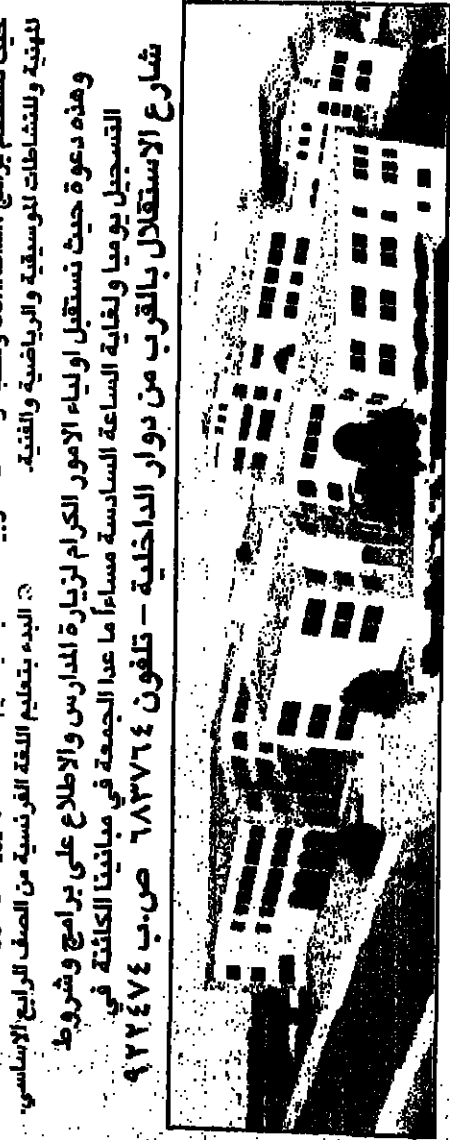 للهنية وللنشاطات الموسيقية والرياضية والفنية.
البدء بتعليم اللغة الفرنسية من الصف الرابع الاساسي.
وهذه دعوة حيث نستقبل اولياء الامور الكرام لزيارة المدارس والاطلاع على برامج وشروط
التسجيل يوميا ولغاية الساعة السادسة مساءاً ما عدا الجمعة في مبانينا الكائنة في
شارع الاستقلال بالقرب من دوار الداخلية - تلفون ٦٨٣٧٦٤ ص.ب ٩٢٢٤٧٤